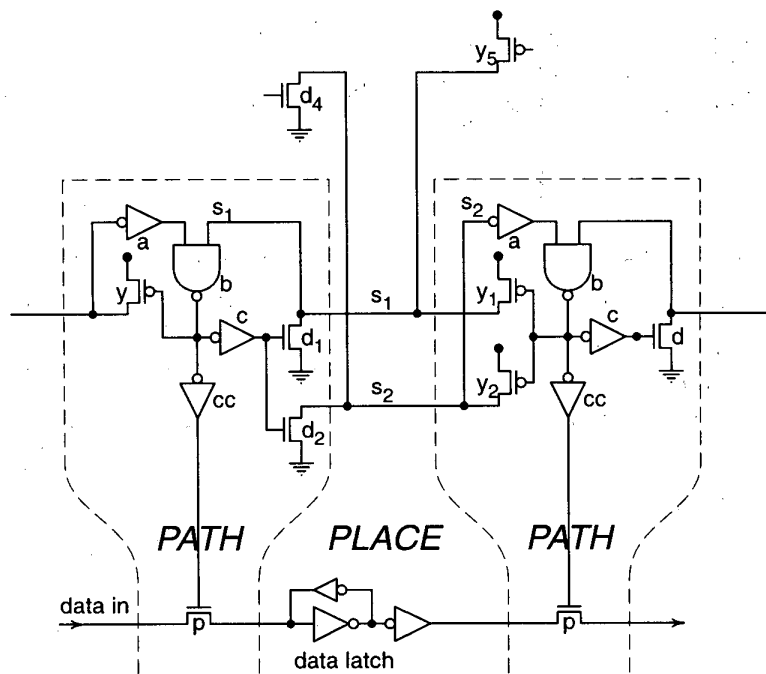 y5
d4
s1
s2
a
a
b
b
y
y1
s1
c
c
d1
d
y2
s2
cc
cc
d2
PATH
PLACE
PATH
data in
p
p
data latch